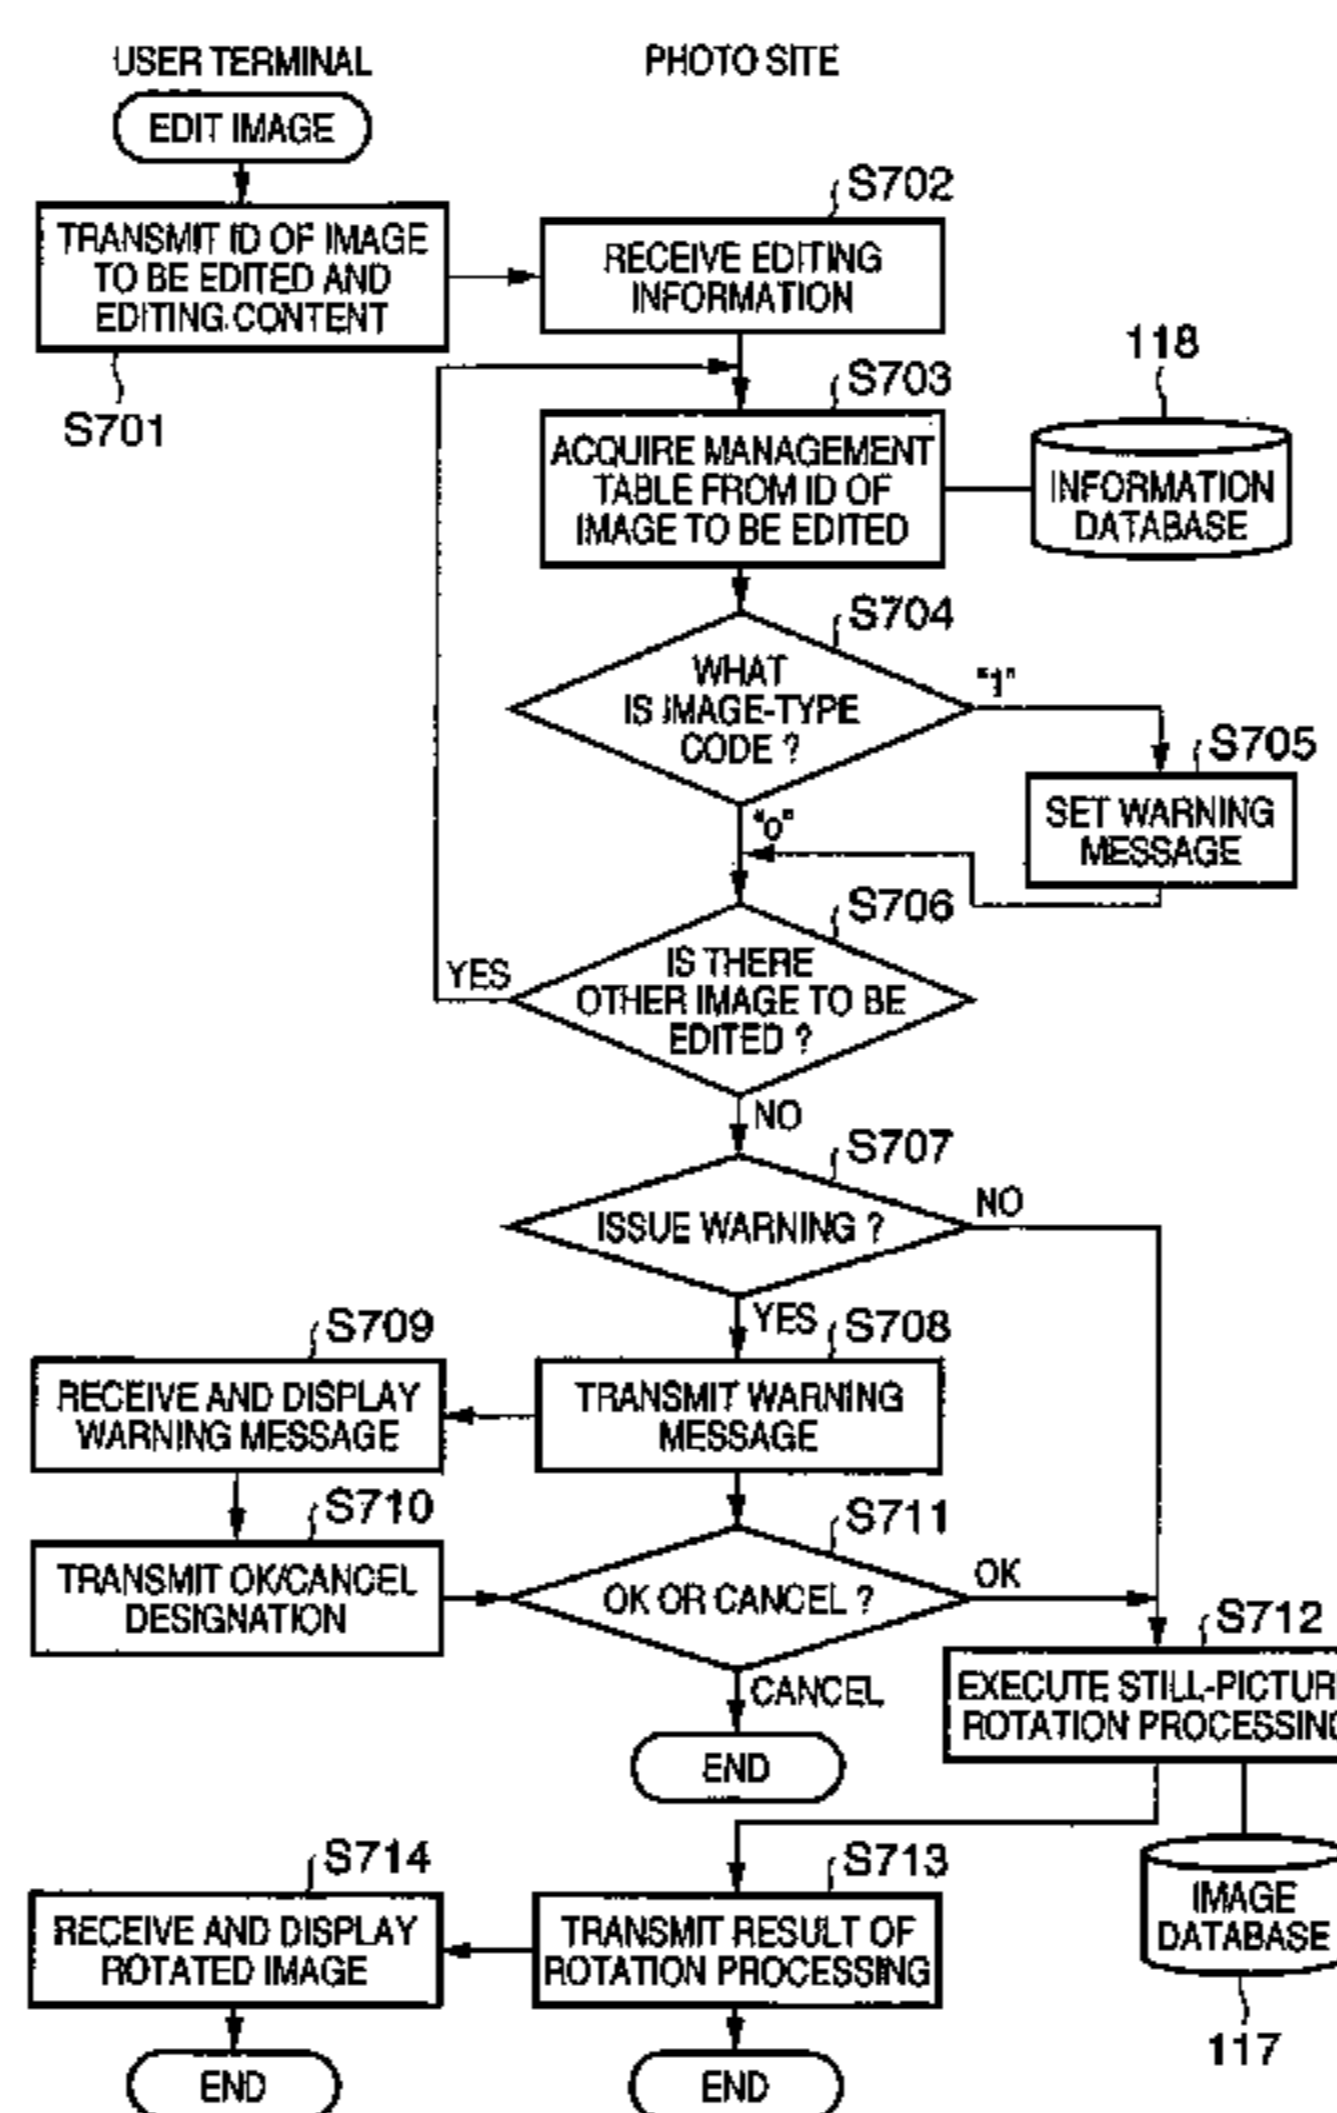 USER TERMINAL
PHOTO SITE
EDIT IMAGE
S702
TRANSMIT ID OF IMAGE
TO BE EDITED AND
EDITING CONTENT
RECEIVE EDITING
INFORMATION
S701
118
S703
ACQUIRE MANAGEMENT
TABLE FROM ID OF
IMAGE TO BE EDITED
INFORMATION
DATABASE
S704
WHAT
IS IMAGE-TYPE
CODE ?
"1"
S705
SET WARNING
MESSAGE
"0"
S706
IS THERE
OTHER IMAGE TO BE
EDITED ?
YES
NO
S707
ISSUE WARNING ?
NO
YES
S708
S709
TRANSMIT WARNING
MESSAGE
RECEIVE AND DISPLAY
WARNING MESSAGE
S710
TRANSMIT OK/CANCEL
DESIGNATION
S711
OK OR CANCEL ?
OK
CANCEL
END
S712
EXECUTE STILL-PICTUR
ROTATION PROCESSING
IMAGE
DATABASE
117
S713
TRANSMIT RESULT OF
ROTATION PROCESSING
S714
RECEIVE AND DISPLAY
ROTATED IMAGE
END
END